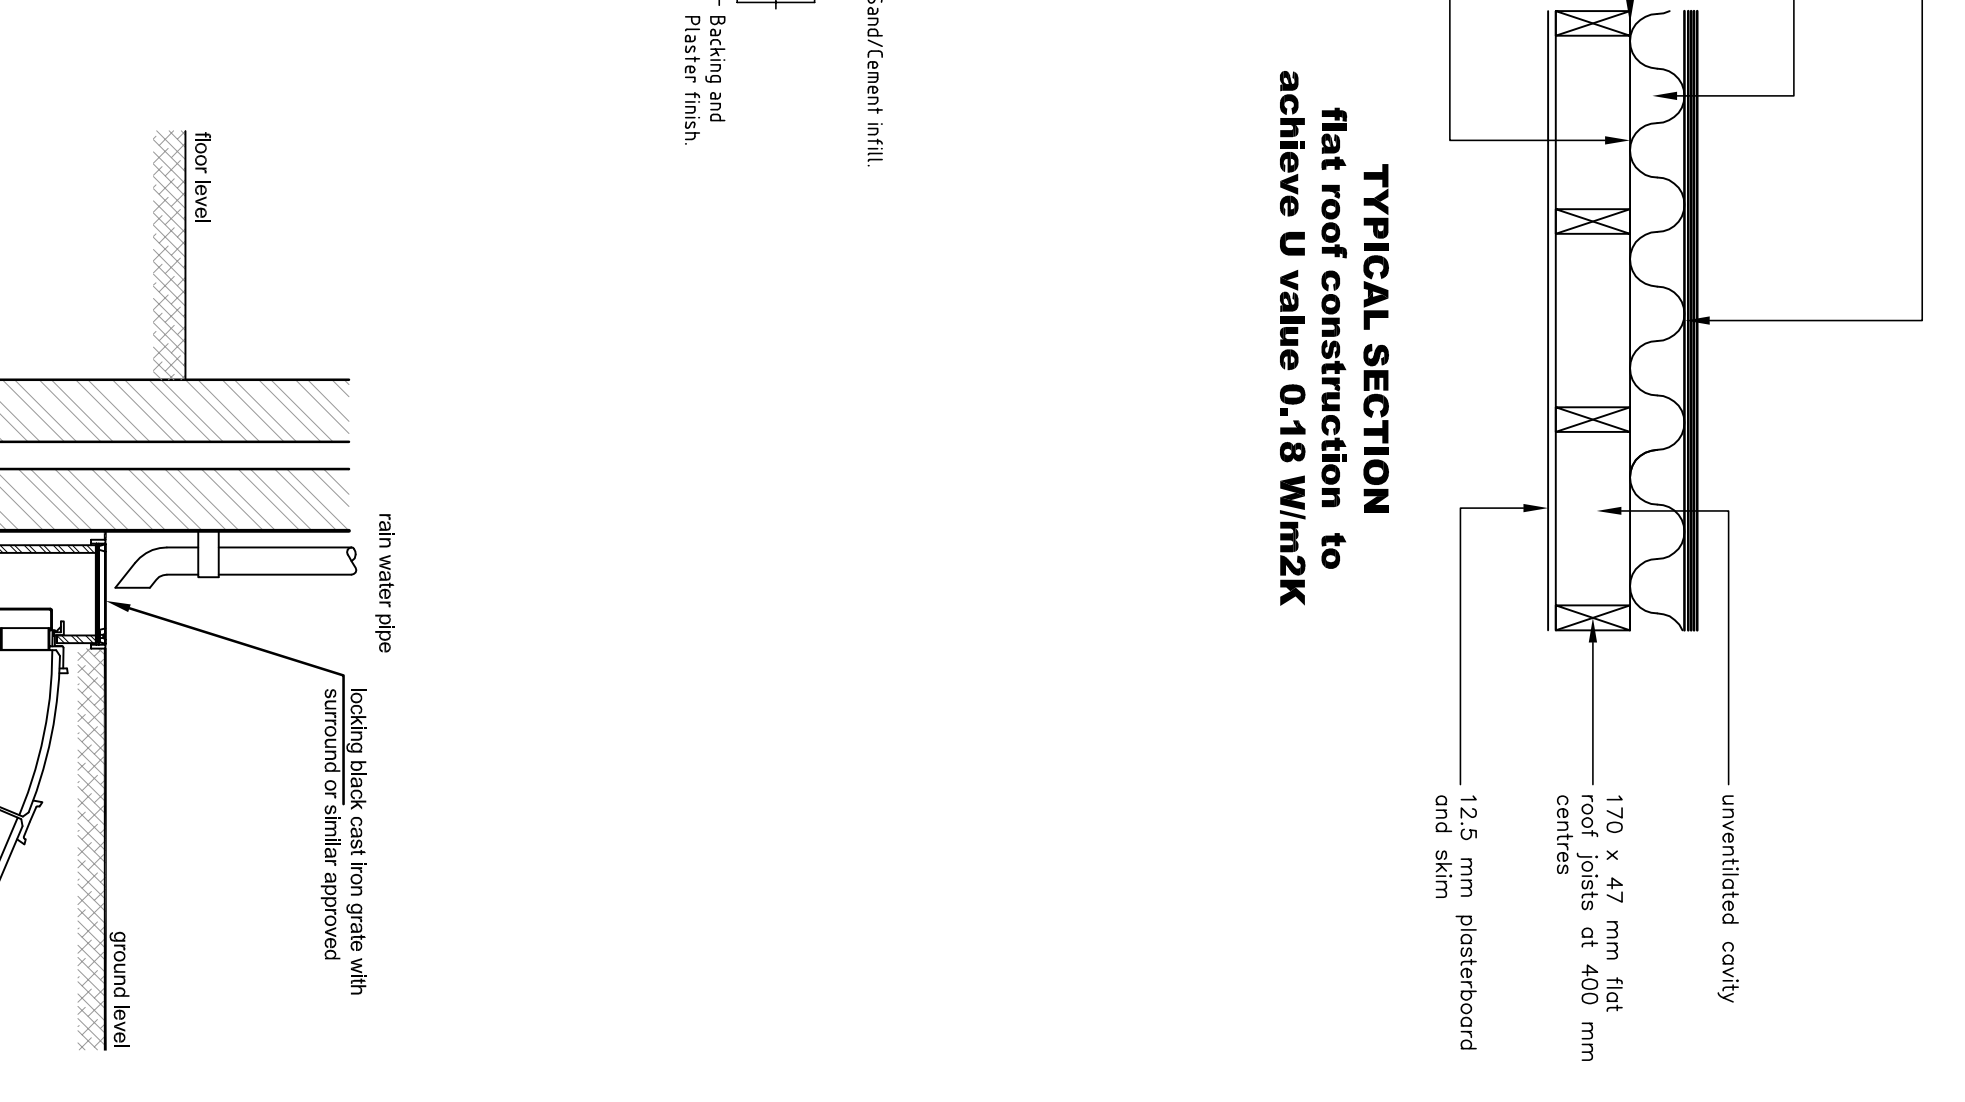 unventilated cavity
170 x 47 mm flat
roof joists at 400 mm
centres
12.5 mm plasterboard
and skim
TYPICAL SECTION
flat roof construction to
achieve U value 0.18 W/m2K
Sand/Cement infill.
Backing and
Plaster finish.
rain water pipe
locking black cast iron grate with
surround or similar approved
floor level
ground level